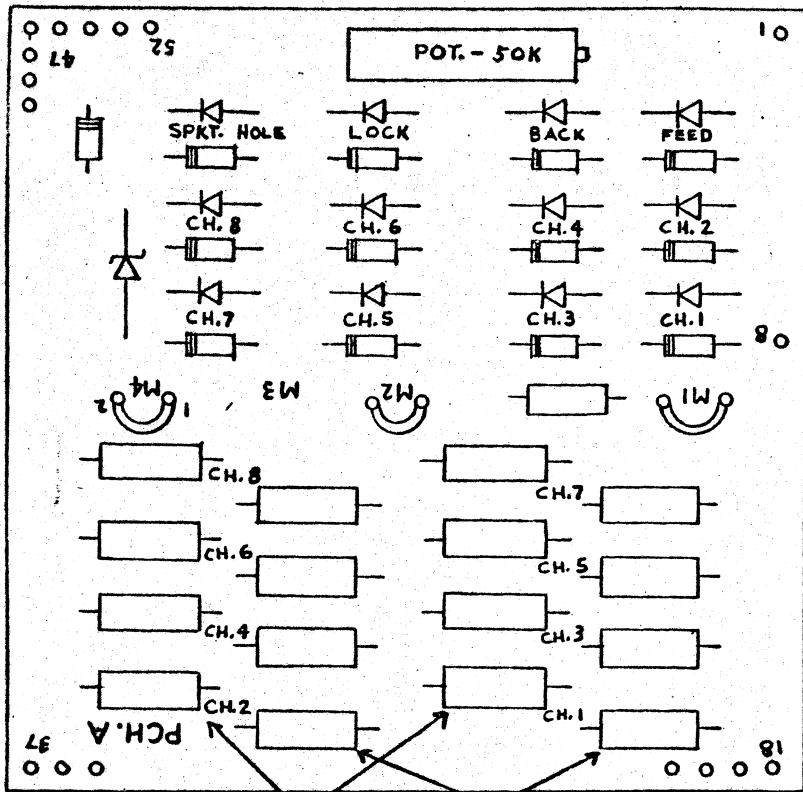 52
47
POT. - 50K
1
SPKT. HOLE
LOCK
BACK
FEED
CH. 8
CH. 6
CH. 4
CH. 2
CH.7
CH.5
CH.3
CH.1
8
M4
M3
M2
M1
2
1
CH.8
CH.7
CH.6
CH.5
CH.4
CH.3
CH.2
CH.1
PCH.A
37
18